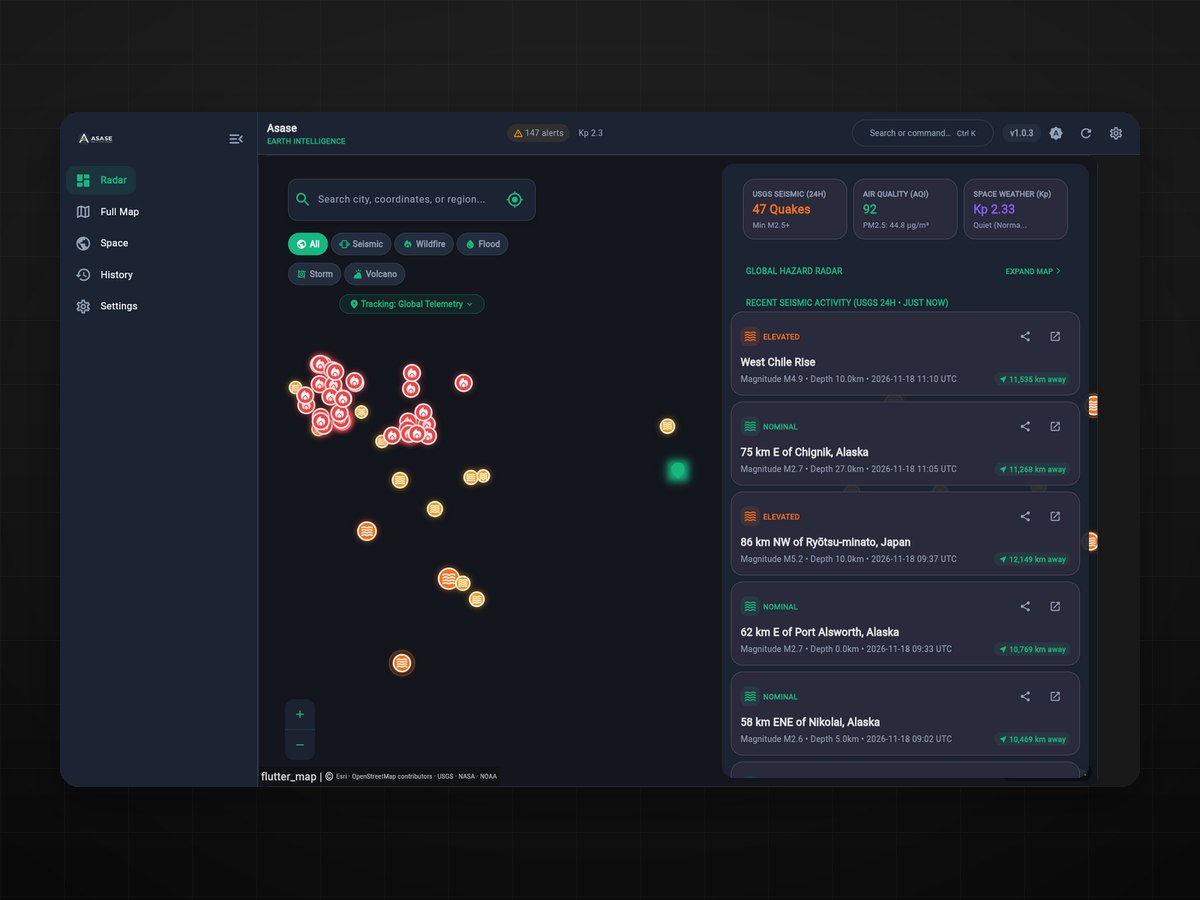 ASASE
Radar
Full Map
Space
History
Settings
Asase
EARTH INTELLIGENCE
147 alerts
Kp 2.3
Search or command... Ctrl K
v1.0.3
A
Search city, coordinates, or region...
All
Seismic
Wildfire
Flood
Storm
Volcano
Tracking: Global Telemetry
+
−
flutter_map | © Esri · OpenStreetMap contributors · USGS · NASA · NOAA
USGS SEISMIC (24H)
47 Quakes
Min M2.5+
AIR QUALITY (AQI)
92
PM2.5: 44.8 µg/m³
SPACE WEATHER (Kp)
Kp 2.33
Quiet (Norma...
GLOBAL HAZARD RADAR
EXPAND MAP
RECENT SEISMIC ACTIVITY (USGS 24H • JUST NOW)
ELEVATED
West Chile Rise
Magnitude M4.9 • Depth 10.0km • 2026-11-18 11:10 UTC
11,535 km away
NOMINAL
75 km E of Chignik, Alaska
Magnitude M2.7 • Depth 27.0km • 2026-11-18 11:05 UTC
11,268 km away
ELEVATED
86 km NW of Ryōtsu-minato, Japan
Magnitude M5.2 • Depth 10.0km • 2026-11-18 09:37 UTC
12,149 km away
NOMINAL
62 km E of Port Alsworth, Alaska
Magnitude M2.7 • Depth 0.0km • 2026-11-18 09:33 UTC
10,769 km away
NOMINAL
58 km ENE of Nikolai, Alaska
Magnitude M2.6 • Depth 5.0km • 2026-11-18 09:02 UTC
10,469 km away